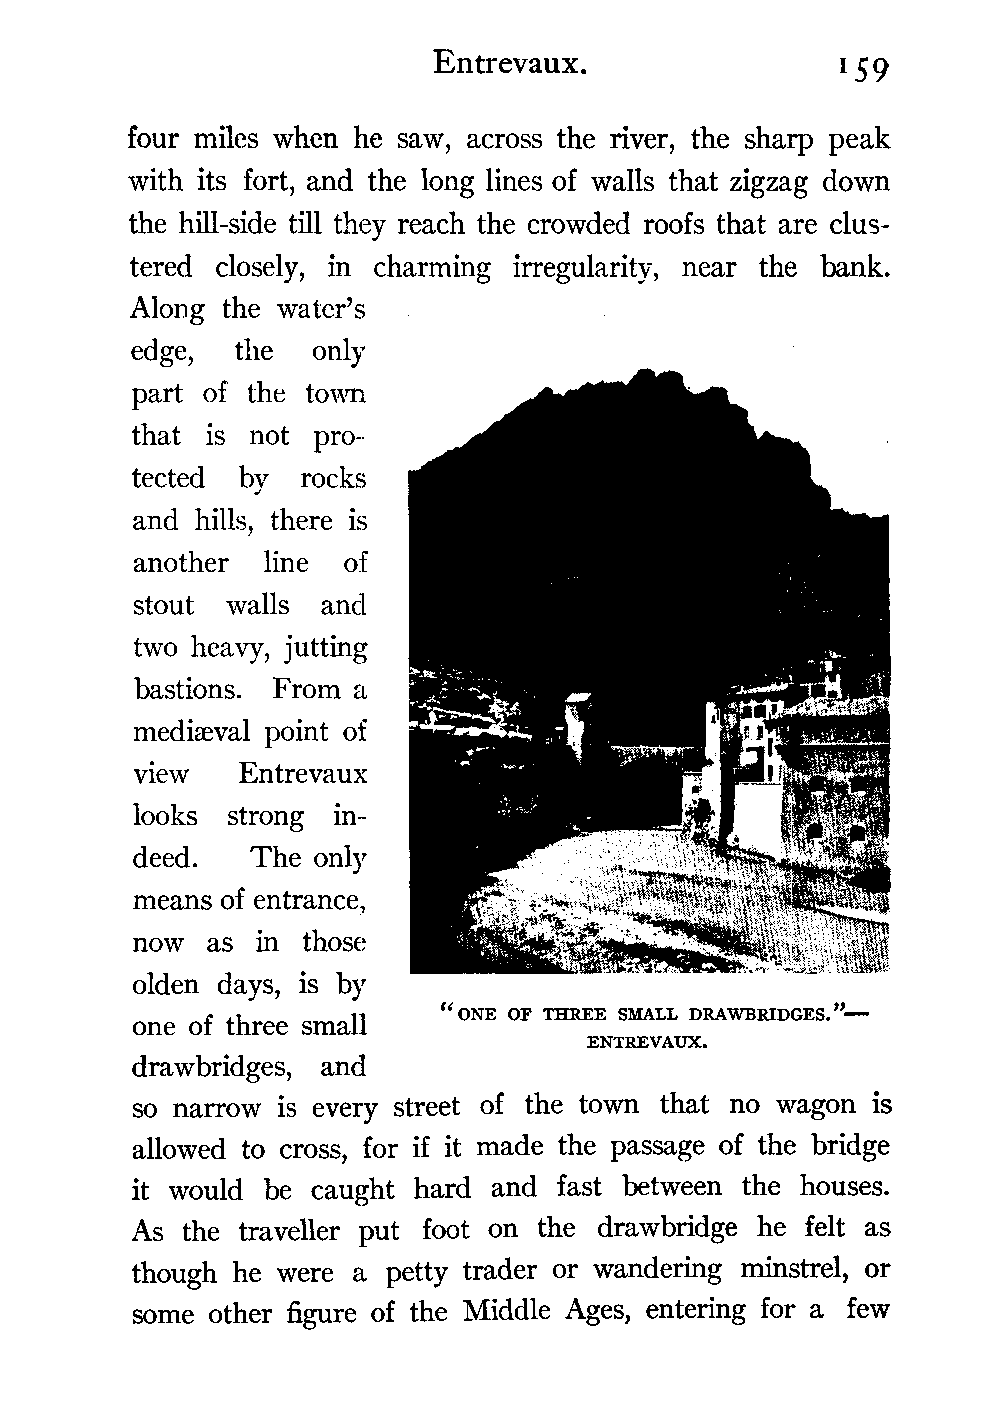 Entrevaux. 159
four miles when he saw, across the river, the sharp peak
with its fort, and the long lines of walls that zigzag down
the hill-side till they reach the crowded roofs that are clus-
tered closely, in charming irregularity, near the bank.
Along the water's
edge, the only
part of the town
that is not pro-
tected by rocks
and hills, there is
another line of
stout walls and
two heavy, jutting
bastions. From a
mediæval point of
view Entrevaux
looks strong in-
deed. The only
means of entrance,
now as in those
olden days, is by
one of three small
drawbridges, and
"ONE OF THREE SMALL DRAWBRIDGES."—
ENTREVAUX.
so narrow is every street of the town that no wagon is
allowed to cross, for if it made the passage of the bridge
it would be caught hard and fast between the houses.
As the traveller put foot on the drawbridge he felt as
though he were a petty trader or wandering minstrel, or
some other figure of the Middle Ages, entering for a few